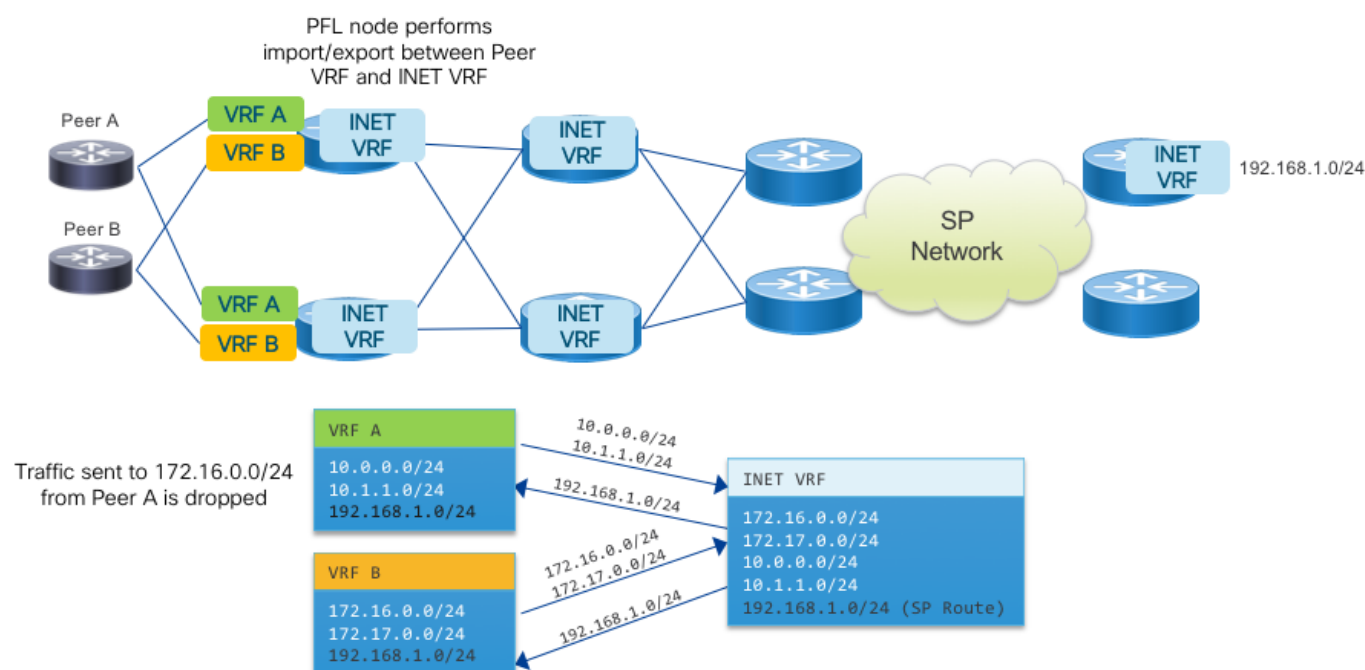 PFL node performs
import/export between Peer
VRF and INET VRF
Peer A
VRF A
VRF B
INET
VRF
INET
VRF
INET
VRF
192.168.1.0/24
Peer B
SP
Network
VRF A
VRF B
INET
VRF
INET
VRF
Traffic sent to 172.16.0.0/24
from Peer A is dropped
VRF A
10.0.0.0/24
10.1.1.0/24
192.168.1.0/24
10.0.0.0/24
10.1.1.0/24
192.168.1.0/24
VRF B
172.16.0.0/24
172.17.0.0/24
192.168.1.0/24
172.16.0.0/24
172.17.0.0/24
192.168.1.0/24
INET VRF
172.16.0.0/24
172.17.0.0/24
10.0.0.0/24
10.1.1.0/24
192.168.1.0/24 (SP Route)